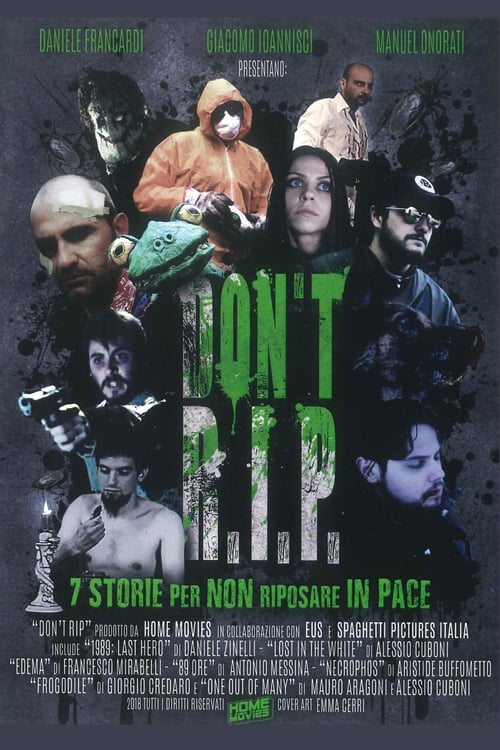 DANIELE FRANCARDI GIACOMO IOANNISCI MANUEL ONORATI
PRESENTANO:
DON'T
R.I.P.
7 STORIE PER NON RIPOSARE IN PACE
"DON'T RIP" PRODOTTO DA HOME MOVIES IN COLLABORAZIONE CON EUS E SPAGHETTI PICTURES ITALIA
INCLUDE "1989: LAST HERO" DI DANIELE ZINELLI - "LOST IN THE WHITE" DI ALESSIO CUBONI
"EDEMA" DI FRANCESCO MIRABELLI - "89 ORE" DI ANTONIO MESSINA - "NECROPHOS" DI ARISTIDE BUFFOMETTO
"FROGODILE" DI GIORGIO CREDARO E "ONE OUT OF MANY" DI MAURO ARAGONI E ALESSIO CUBONI
2018 TUTTI I DIRITTI RISERVATI HOME MOVIES COVER ART EMMA CERRI